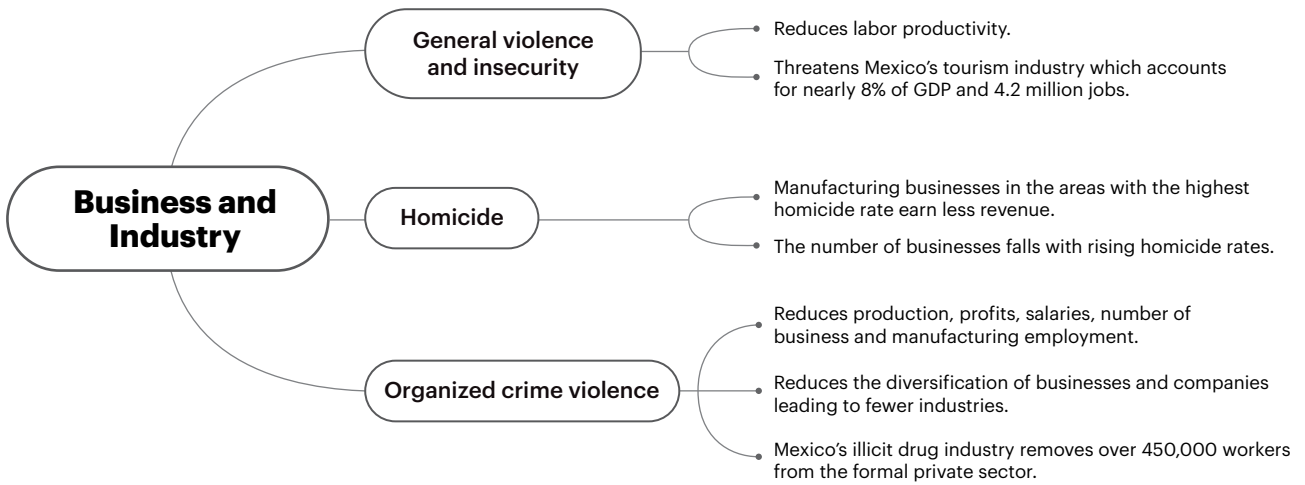 General violence
and insecurity
Reduces labor productivity.
Threatens Mexico's tourism industry which accounts
for nearly 8% of GDP and 4.2 million jobs.
Business and
Industry
Homicide
Manufacturing businesses in the areas with the highest
homicide rate earn less revenue.
The number of businesses falls with rising homicide rates.
Organized crime violence
Reduces production, profits, salaries, number of
business and manufacturing employment.
Reduces the diversification of businesses and companies
leading to fewer industries.
Mexico's illicit drug industry removes over 450,000 workers
from the formal private sector.